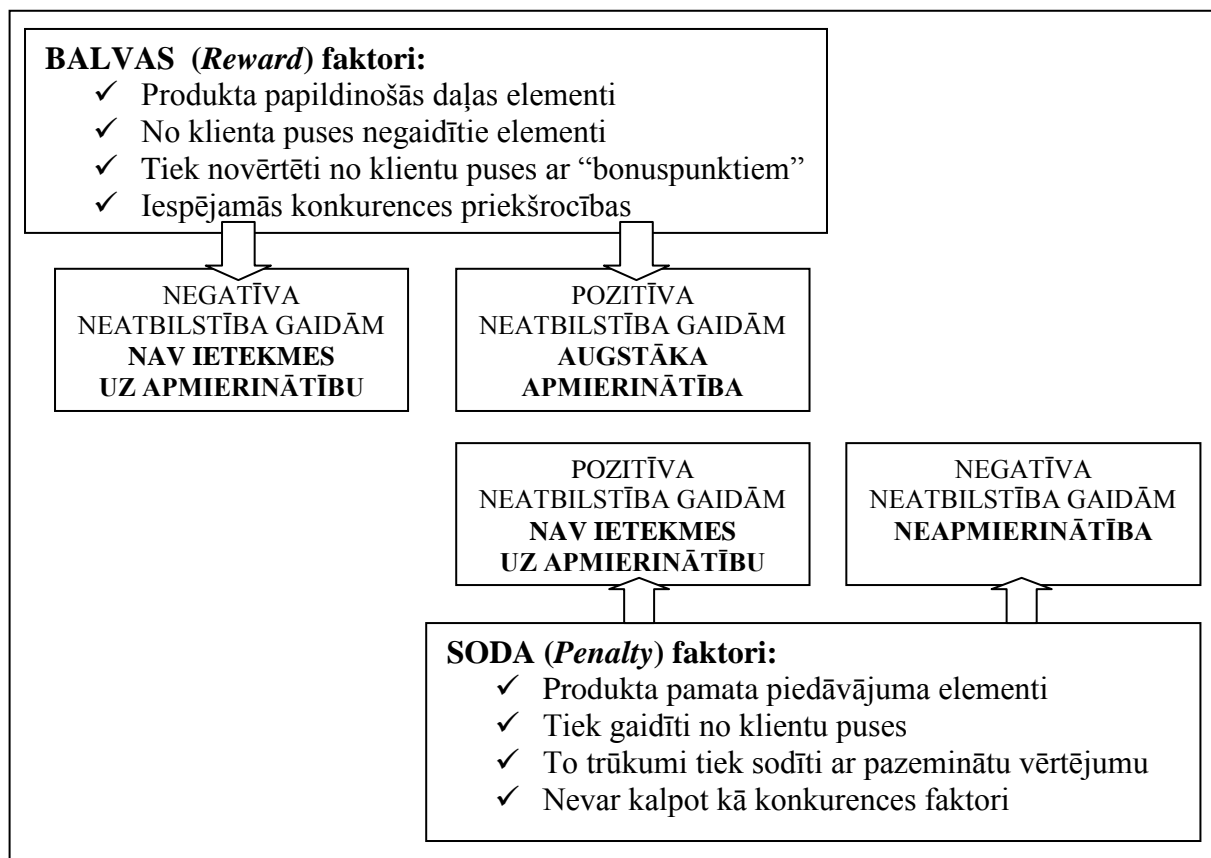 BALVAS (Reward) faktori:
✓ Produkta papildinošās daļas elementi
✓ No klienta puses negaidītie elementi
✓ Tiek novērtēti no klientu puses ar “bonuspunktiem”
✓ Iespējamās konkurences priekšrocības
NEGATĪVA
NEATBILSTĪBA GAIDĀM
NAV IETEKMES
UZ APMIERINĀTĪBU
POZITĪVA
NEATBILSTĪBA GAIDĀM
AUGSTĀKA
APMIERINĀTĪBA
POZITĪVA
NEATBILSTĪBA GAIDĀM
NAV IETEKMES
UZ APMIERINĀTĪBU
NEGATĪVA
NEATBILSTĪBA GAIDĀM
NEAPMIERINĀTĪBA
SODA (Penalty) faktori:
✓ Produkta pamata piedāvājuma elementi
✓ Tiek gaidīti no klientu puses
✓ To trūkumi tiek sodīti ar pazeminātu vērtējumu
✓ Nevar kalpot kā konkurences faktori